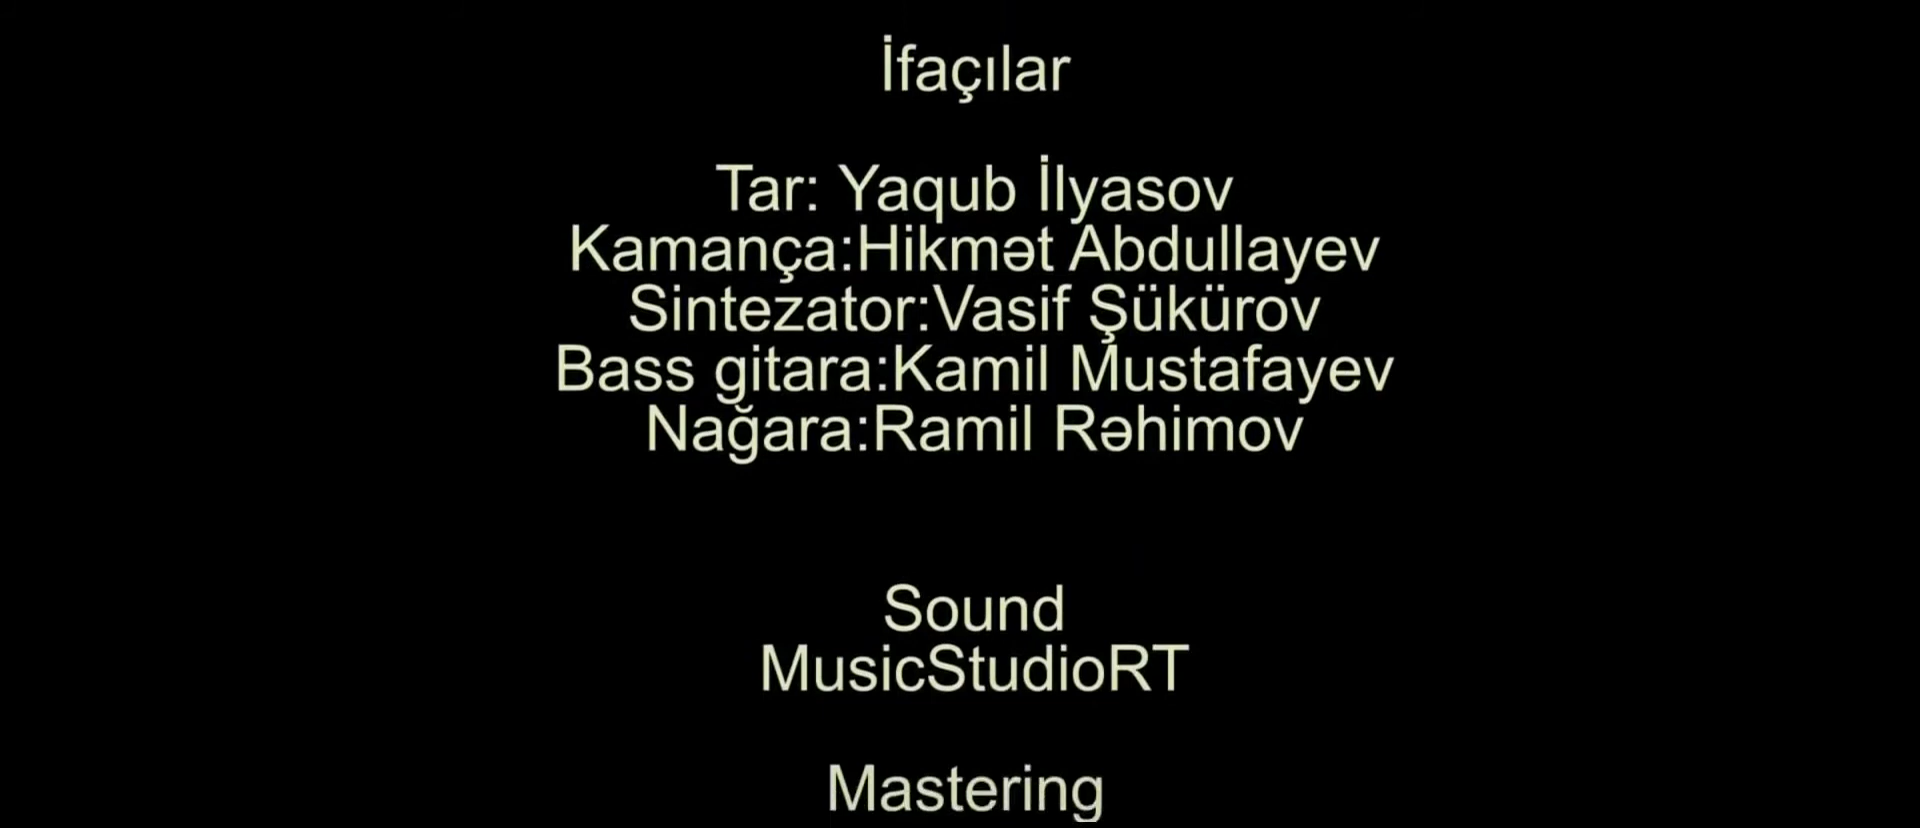 İfaçılar
Tar: Yaqub İlyasov
Kamança:Hikmət Abdullayev
Sintezator:Vasif Şükürov
Bass gitara:Kamil Mustafayev
Nağara:Ramil Rəhimov
Sound
MusicStudioRT
Mastering